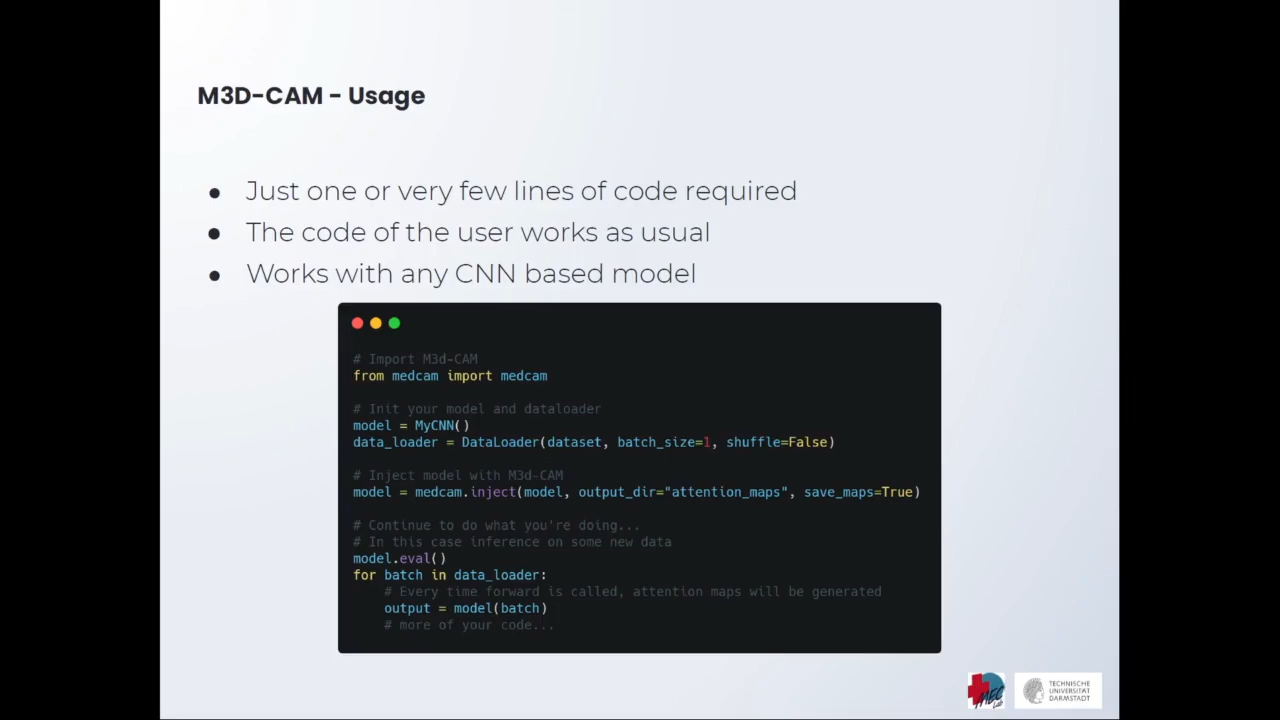 M3D-CAM - Usage
● Just one or very few lines of code required
● The code of the user works as usual
● Works with any CNN based model
# Import M3d-CAM
from medcam import medcam
# Init your model and dataloader
model = MyCNN()
data_loader = DataLoader(dataset, batch_size=1, shuffle=False)
# Inject model with M3d-CAM
model = medcam.inject(model, output_dir="attention_maps", save_maps=True)
# Continue to do what you're doing...
# In this case inference on some new data
model.eval()
for batch in data_loader:
    # Every time forward is called, attention maps will be generated
    output = model(batch)
    # more of your code...
MEC
Lab
TECHNISCHE
UNIVERSITÄT
DARMSTADT